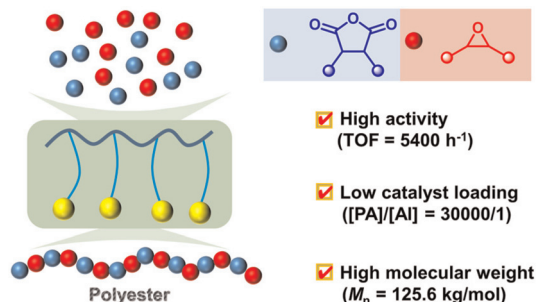 O O O
O
High activity
(TOF = 5400 h⁻¹)
Low catalyst loading
([PA]/[Al] = 30000/1)
High molecular weight
(Mₙ = 125.6 kg/mol)
Polyester